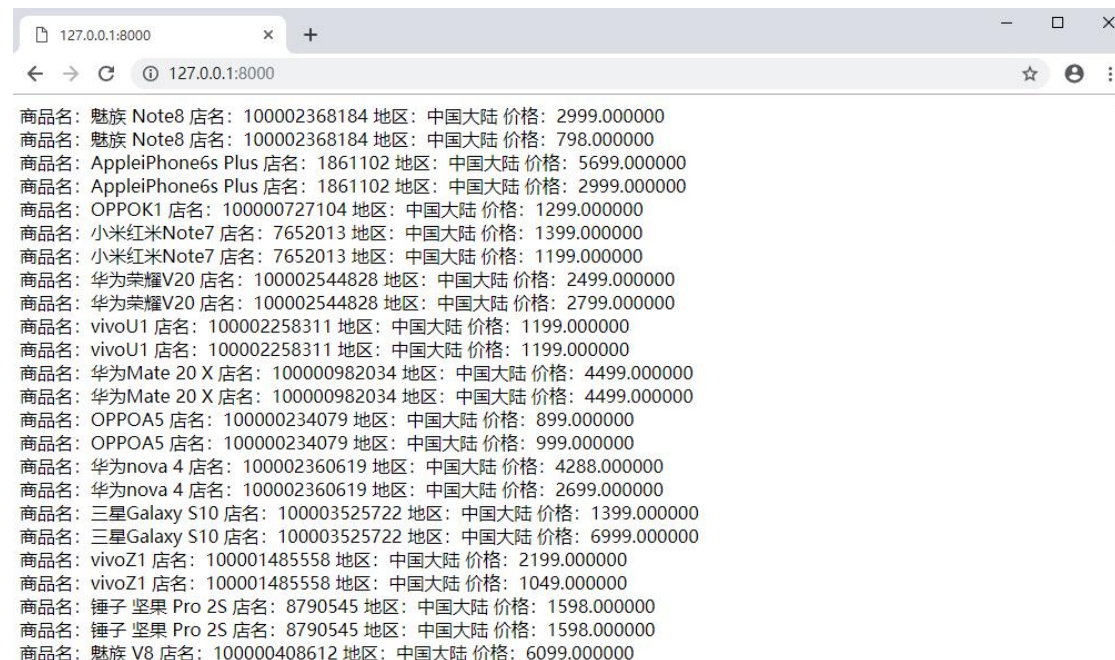 127.0.0.1:8000
127.0.0.1:8000
商品名：魅族 Note8 店名：100002368184 地区：中国大陆 价格：2999.000000
商品名：魅族 Note8 店名：100002368184 地区：中国大陆 价格：798.000000
商品名：AppleiPhone6s Plus 店名：1861102 地区：中国大陆 价格：5699.000000
商品名：AppleiPhone6s Plus 店名：1861102 地区：中国大陆 价格：2999.000000
商品名：OPPOK1 店名：100000727104 地区：中国大陆 价格：1299.000000
商品名：小米红米Note7 店名：7652013 地区：中国大陆 价格：1399.000000
商品名：小米红米Note7 店名：7652013 地区：中国大陆 价格：1199.000000
商品名：华为荣耀V20 店名：100002544828 地区：中国大陆 价格：2499.000000
商品名：华为荣耀V20 店名：100002544828 地区：中国大陆 价格：2799.000000
商品名：vivoU1 店名：100002258311 地区：中国大陆 价格：1199.000000
商品名：vivoU1 店名：100002258311 地区：中国大陆 价格：1199.000000
商品名：华为Mate 20 X 店名：100000982034 地区：中国大陆 价格：4499.000000
商品名：华为Mate 20 X 店名：100000982034 地区：中国大陆 价格：4499.000000
商品名：OPPOA5 店名：100000234079 地区：中国大陆 价格：899.000000
商品名：OPPOA5 店名：100000234079 地区：中国大陆 价格：999.000000
商品名：华为nova 4 店名：100002360619 地区：中国大陆 价格：4288.000000
商品名：华为nova 4 店名：100002360619 地区：中国大陆 价格：2699.000000
商品名：三星Galaxy S10 店名：100003525722 地区：中国大陆 价格：1399.000000
商品名：三星Galaxy S10 店名：100003525722 地区：中国大陆 价格：6999.000000
商品名：vivoZ1 店名：100001485558 地区：中国大陆 价格：2199.000000
商品名：vivoZ1 店名：100001485558 地区：中国大陆 价格：1049.000000
商品名：锤子 坚果 Pro 2S 店名：8790545 地区：中国大陆 价格：1598.000000
商品名：锤子 坚果 Pro 2S 店名：8790545 地区：中国大陆 价格：1598.000000
商品名：魅族 V8 店名：100000408612 地区：中国大陆 价格：6099.000000